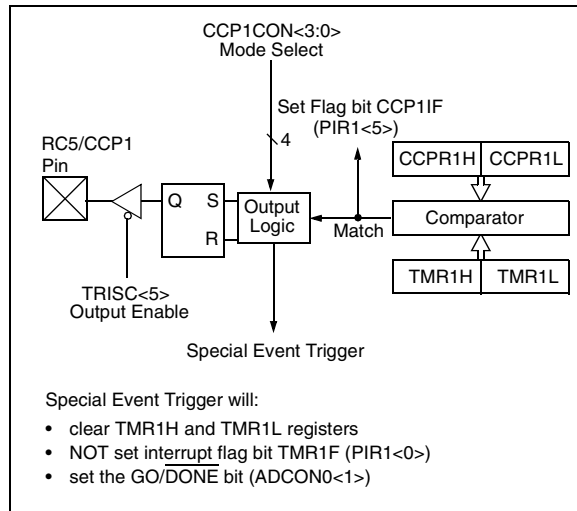 CCP1CON<3:0>
Mode Select
Set Flag bit CCP1IF
(PIR1<5>)
4
RC5/CCP1
Pin
CCPR1H CCPR1L
Q S
R
Output
Logic
Match
Comparator
TRISC<5>
Output Enable
TMR1H TMR1L
Special Event Trigger
Special Event Trigger will:
• clear TMR1H and TMR1L registers
• NOT set interrupt flag bit TMR1F (PIR1<0>)
• set the GO/DONE bit (ADCON0<1>)